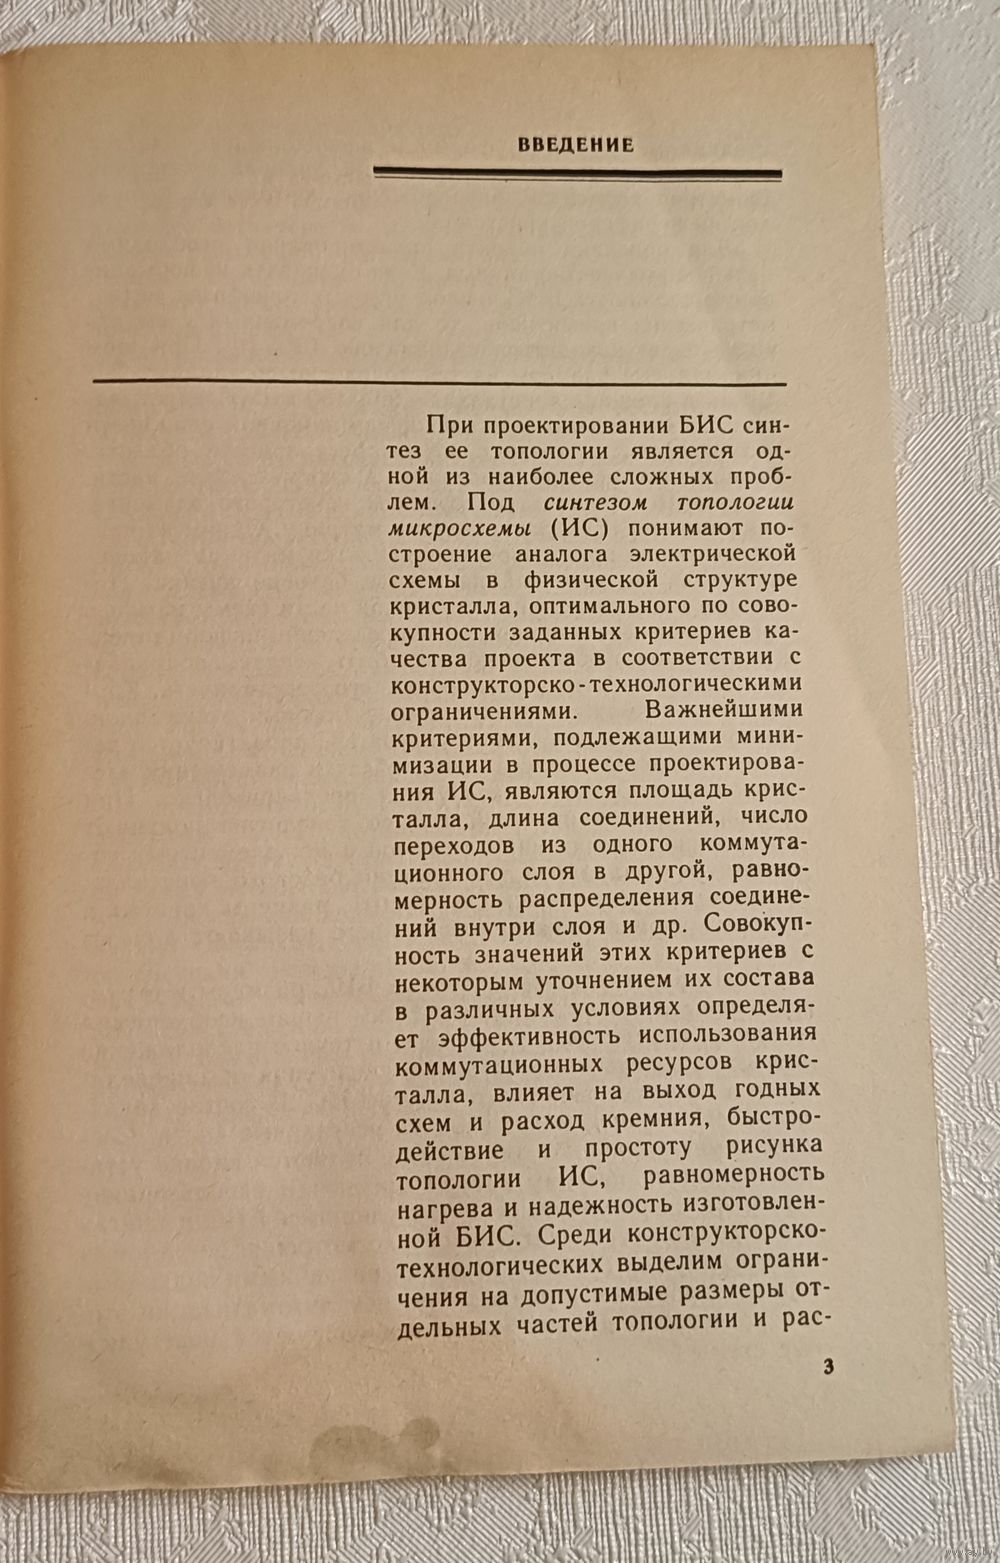 ВВЕДЕНИЕ
При проектировании БИС син-
тез ее топологии является од-
ной из наиболее сложных проб-
лем. Под синтезом топологии
микросхемы (ИС) понимают по-
строение аналога электрической
схемы в физической структуре
кристалла, оптимального по сово-
купности заданных критериев ка-
чества проекта в соответствии с
конструкторско-технологическими
ограничениями. Важнейшими
критериями, подлежащими мини-
мизации в процессе проектирова-
ния ИС, являются площадь крис-
талла, длина соединений, число
переходов из одного коммута-
ционного слоя в другой, равно-
мерность распределения соедине-
ний внутри слоя и др. Совокуп-
ность значений этих критериев с
некоторым уточнением их состава
в различных условиях определя-
ет эффективность использования
коммутационных ресурсов крис-
талла, влияет на выход годных
схем и расход кремния, быстро-
действие и простоту рисунка
топологии ИС, равномерность
нагрева и надежность изготовлен-
ной БИС. Среди конструкторско-
технологических выделим ограни-
чения на допустимые размеры от-
дельных частей топологии и рас-
3